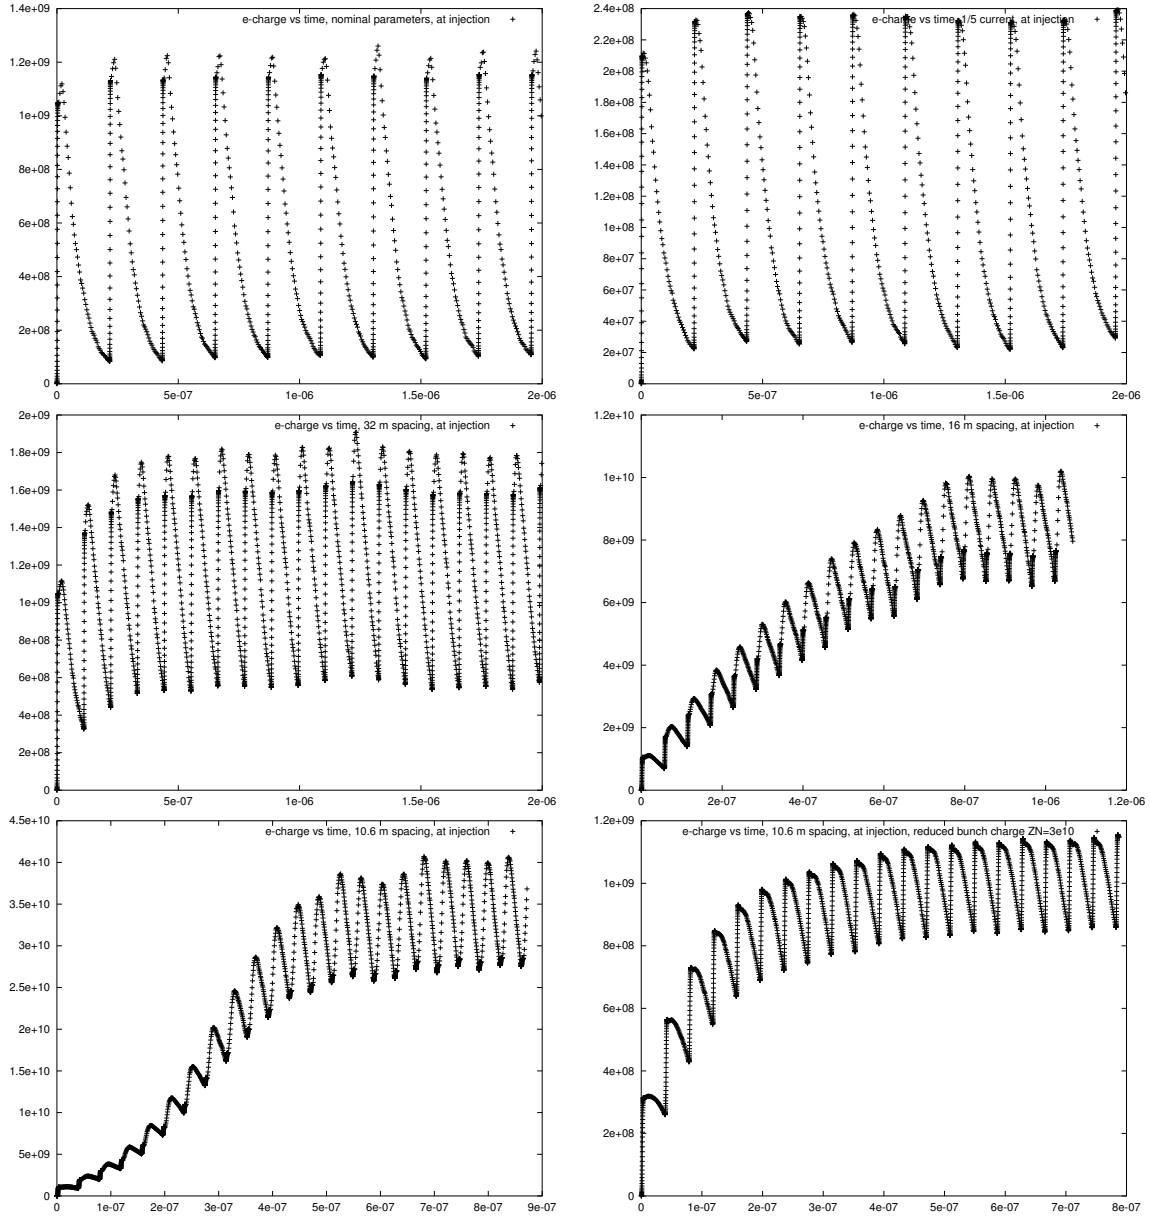 e-charge vs time, nominal parameters, at injection
1.4e+09
1.2e+09
1e+09
8e+08
6e+08
4e+08
2e+08
0
0 5e-07 1e-06 1.5e-06 2e-06
e-charge vs time, 1/5 current, at injection
2.4e+08
2.2e+08
2e+08
1.8e+08
1.6e+08
1.4e+08
1.2e+08
1e+08
8e+07
6e+07
4e+07
2e+07
0
0 5e-07 1e-06 1.5e-06 2e-06
e-charge vs time, 32 m spacing, at injection
2e+09
1.8e+09
1.6e+09
1.4e+09
1.2e+09
1e+09
8e+08
6e+08
4e+08
2e+08
0
0 5e-07 1e-06 1.5e-06 2e-06
e-charge vs time, 16 m spacing, at injection
1.2e+10
1e+10
8e+09
6e+09
4e+09
2e+09
0
0 2e-07 4e-07 6e-07 8e-07 1e-06 1.2e-06
e-charge vs time, 10.6 m spacing, at injection
4.5e+10
4e+10
3.5e+10
3e+10
2.5e+10
2e+10
1.5e+10
1e+10
5e+09
0
0 1e-07 2e-07 3e-07 4e-07 5e-07 6e-07 7e-07 8e-07 9e-07
e-charge vs time, 10.6 m spacing, at injection, reduced bunch charge ZN=3e10
1.2e+09
1e+09
8e+08
6e+08
4e+08
2e+08
0
0 1e-07 2e-07 3e-07 4e-07 5e-07 6e-07 7e-07 8e-07